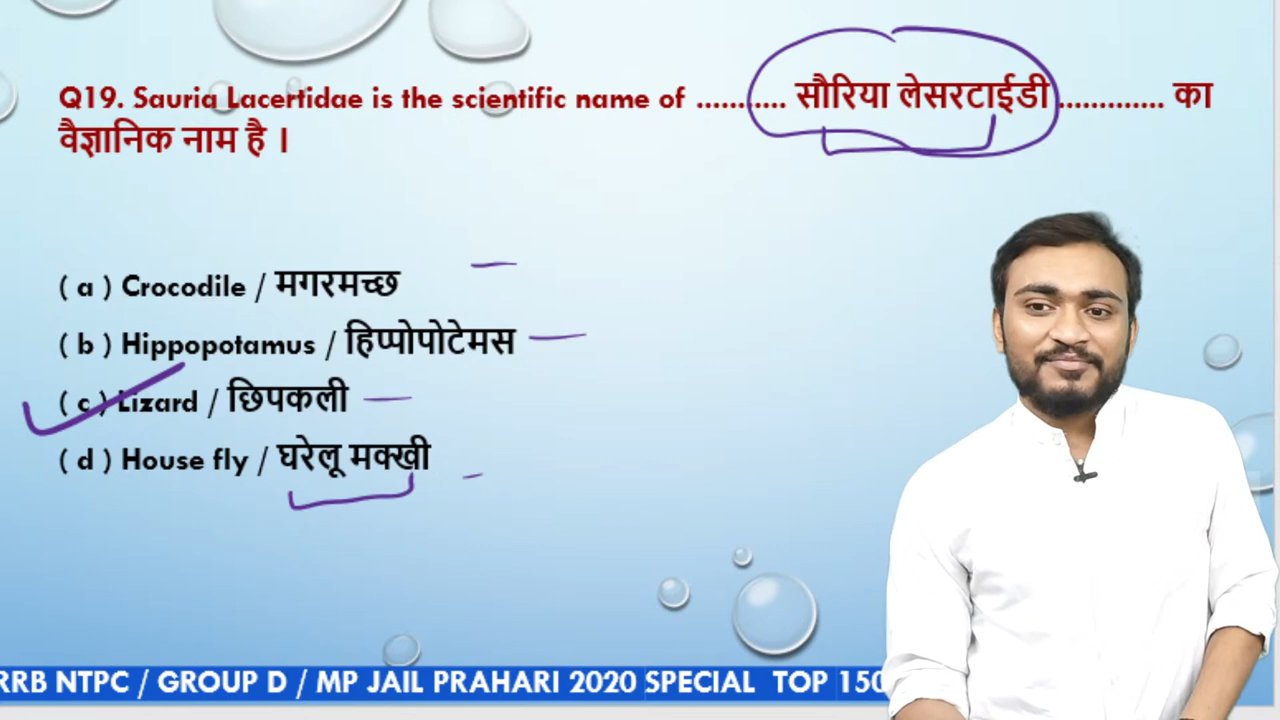 Q19. Sauria Lacertidae is the scientific name of ........... सौरिया लेसरटाईडी ............. का
वैज्ञानिक नाम है ।
( a ) Crocodile / मगरमच्छ
( b ) Hippopotamus / हिप्पोपोटेमस
( c ) Lizard / छिपकली
( d ) House fly / घरेलू मक्खी
RRB NTPC / GROUP D / MP JAIL PRAHARI 2020 SPECIAL TOP 150